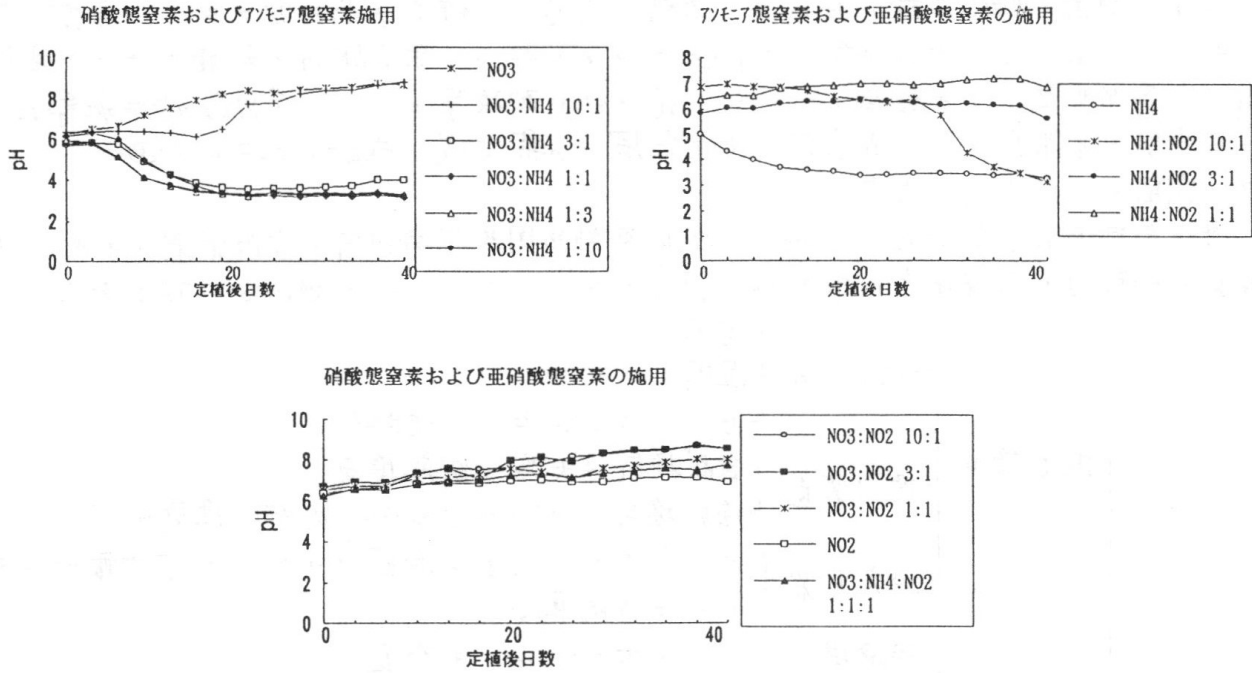 硝酸態窒素およびアンモニア態窒素施用
10
8
6
4
2
0
pH
0
20
40
定植後日数
NO3
NO3:NH4 10:1
NO3:NH4 3:1
NO3:NH4 1:1
NO3:NH4 1:3
NO3:NH4 1:10
アンモニア態窒素および亜硝酸態窒素の施用
8
7
6
5
4
3
2
1
0
pH
0
20
40
定植後日数
NH4
NH4:NO2 10:1
NH4:NO2 3:1
NH4:NO2 1:1
硝酸態窒素および亜硝酸態窒素の施用
10
8
6
4
2
0
pH
0
20
40
定植後日数
NO3:NO2 10:1
NO3:NO2 3:1
NO3:NO2 1:1
NO2
NO3:NH4:NO2
1:1:1